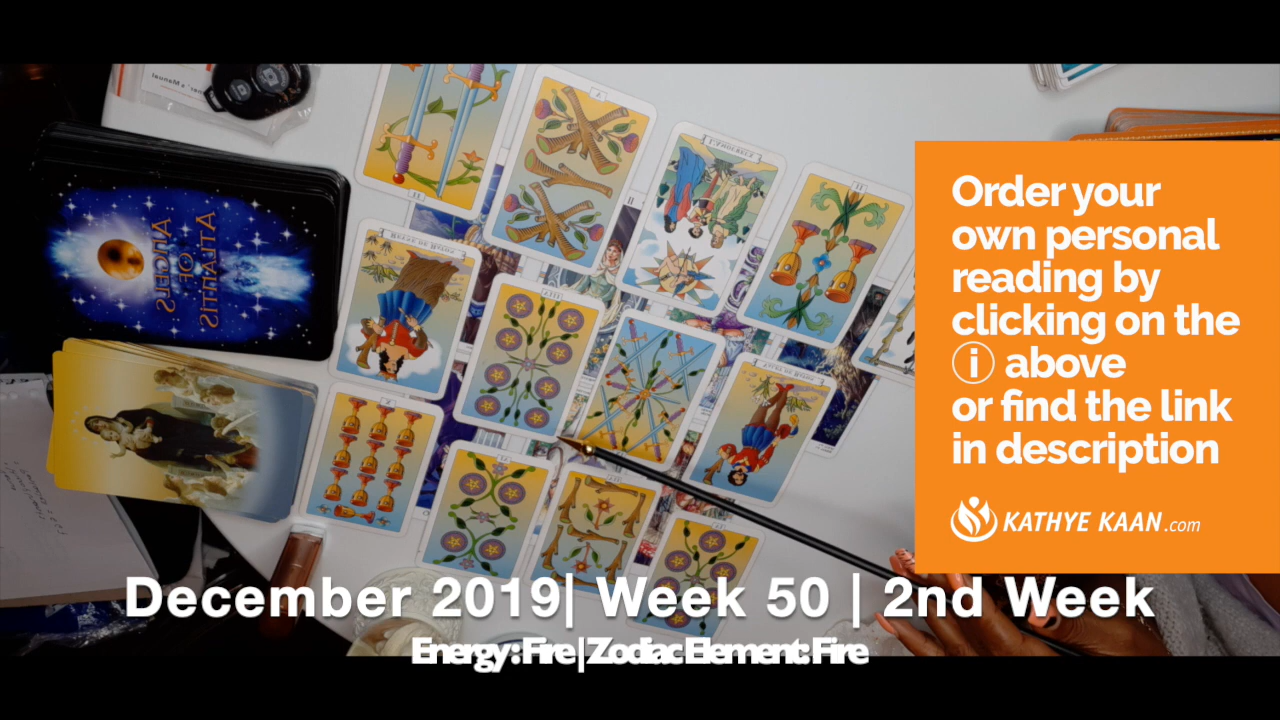 ANGELS
OF
ATLANTIS
Order your
own personal
reading by
clicking on the
i above
or find the link
in description
KATHYE KAAN.com
December 2019| Week 50 | 2nd Week
Energy: Fire | Zodiac Element: Fire